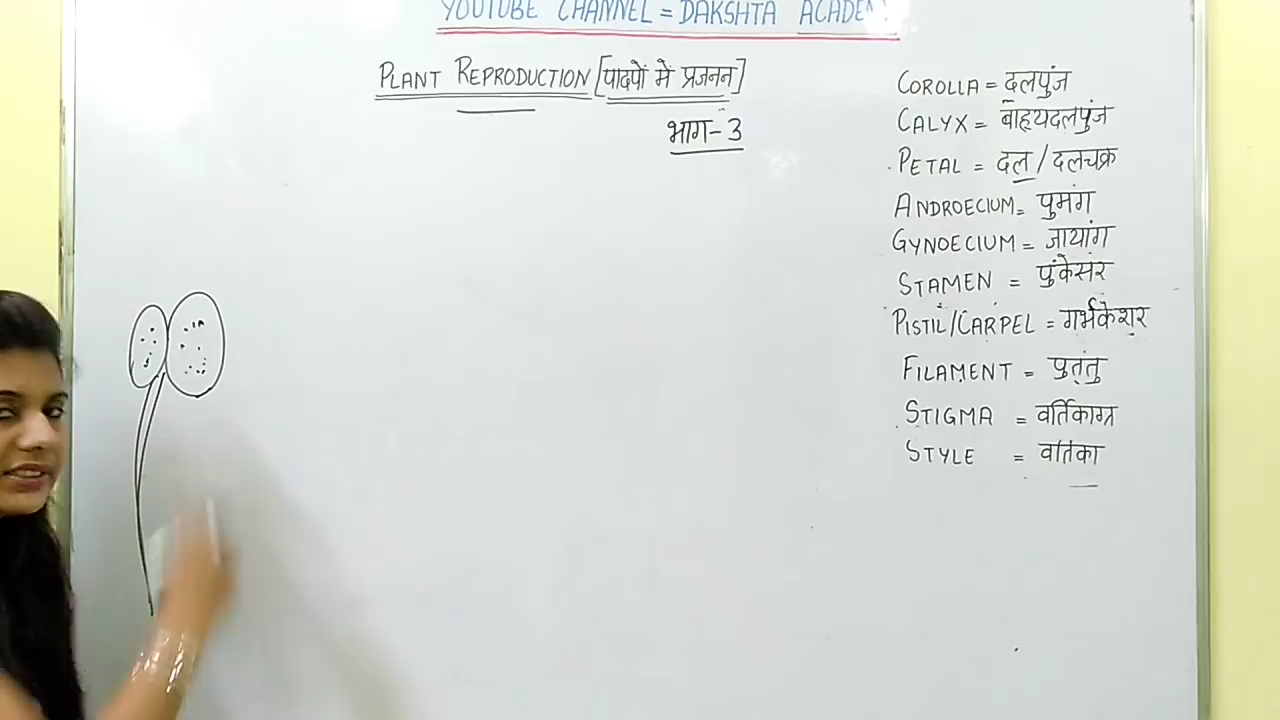 YOUTUBE CHANNEL = DAKSHTA ACADEM
PLANT REPRODUCTION [पादपों में प्रजनन]
भाग-3
COROLLA = दलपुंज
CALYX = बाह्यदलपुंज
PETAL = दल / दलचक्र
ANDROECIUM = पुमंग
GYNOECIUM = जायांग
STAMEN = पुंकेसर
PISTIL/CARPEL = गर्भकेशर
FILAMENT = पुतंतु
STIGMA = वर्तिकाग्र
STYLE = वर्तिका